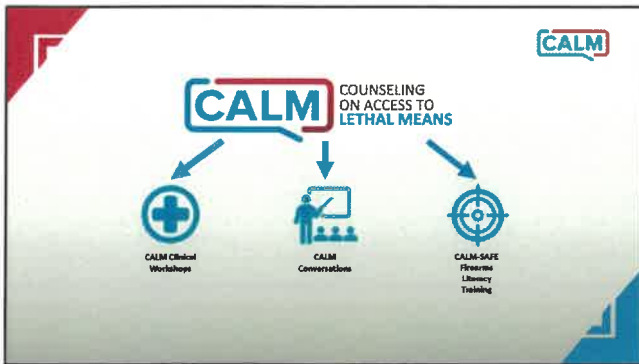 CALM
CALM
COUNSELING
ON ACCESS TO
LETHAL MEANS
CALM Clinical
Workshops
CALM
Conversations
CALM-SAFE
Firearms
Literacy
Training